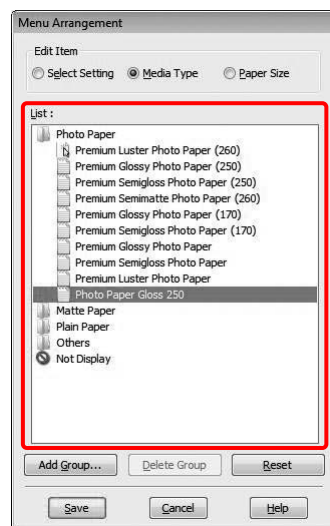 Menu Arrangement
Edit Item
Select Setting Media Type Paper Size
List :
Photo Paper
Premium Luster Photo Paper (260)
Premium Glossy Photo Paper (250)
Premium Semigloss Photo Paper (250)
Premium Semimatte Photo Paper (260)
Premium Glossy Photo Paper (170)
Premium Semigloss Photo Paper (170)
Premium Glossy Photo Paper
Premium Semigloss Photo Paper
Premium Luster Photo Paper
Photo Paper Gloss 250
Matte Paper
Plain Paper
Others
Not Display
Add Group... Delete Group Reset
Save Cancel Help